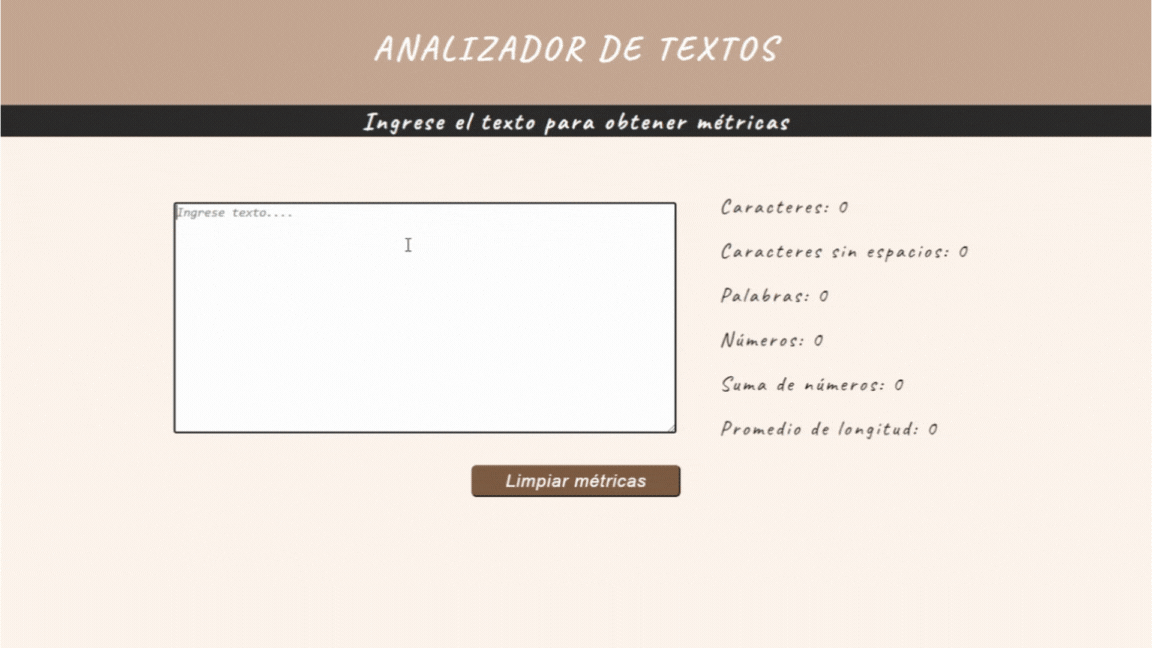 ANALIZADOR DE TEXTOS
Ingrese el texto para obtener métricas
Ingrese texto....
Caracteres: 0
Caracteres sin espacios: 0
Palabras: 0
Números: 0
Suma de números: 0
Promedio de longitud: 0
Limpiar métricas